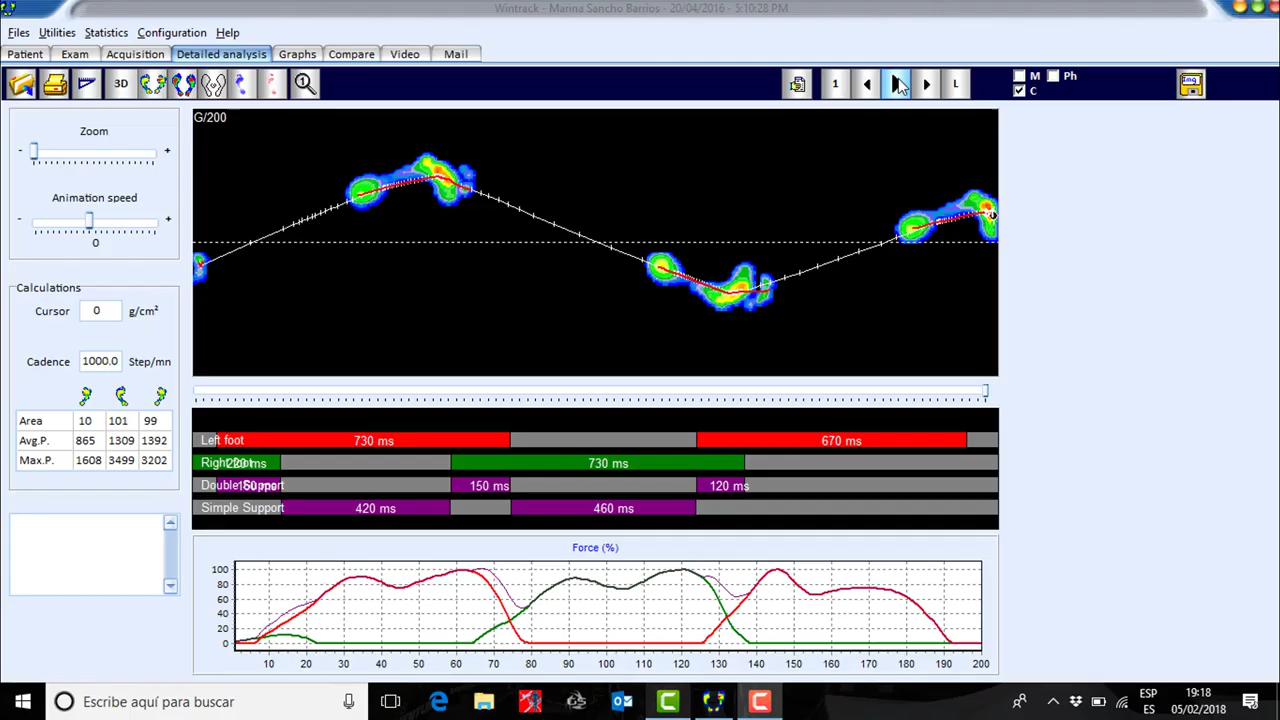 Wintrack - Marina Sancho Barrios - 20/04/2016 - 5:10:28 PM
Files Utilities Statistics Configuration Help
Patient Exam Acquisition Detailed analysis Graphs Compare Video Mail
3D 1 1 L M Ph
C
Zoom
- +
Animation speed
- +
0
Calculations
Cursor 0 g/cm²
Cadence 1000.0 Step/mn
Area 10 101 99
Avg.P. 865 1309 1392
Max.P. 1608 3499 3202
G/200
Left foot 730 ms 670 ms
Right foot 730 ms
Double Support 150 ms 120 ms
Simple Support 420 ms 460 ms
Force (%)
100
80
60
40
20
0
10 20 30 40 50 60 70 80 90 100 110 120 130 140 150 160 170 180 190 200
Escribe aquí para buscar
ESP
ES
19:18
05/02/2018